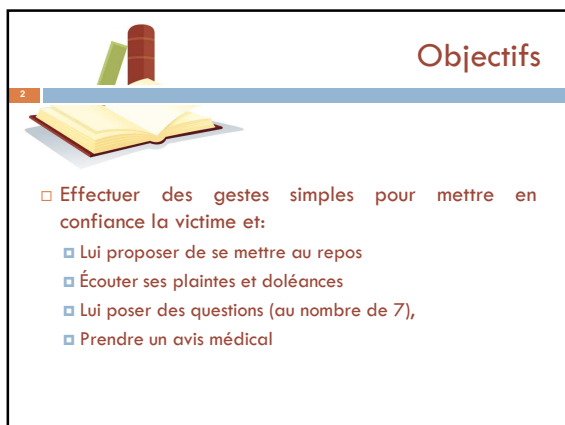 Objectifs
2
Effectuer des gestes simples pour mettre en
confiance la victime et:
Lui proposer de se mettre au repos
Écouter ses plaintes et doléances
Lui poser des questions (au nombre de 7),
Prendre un avis médical